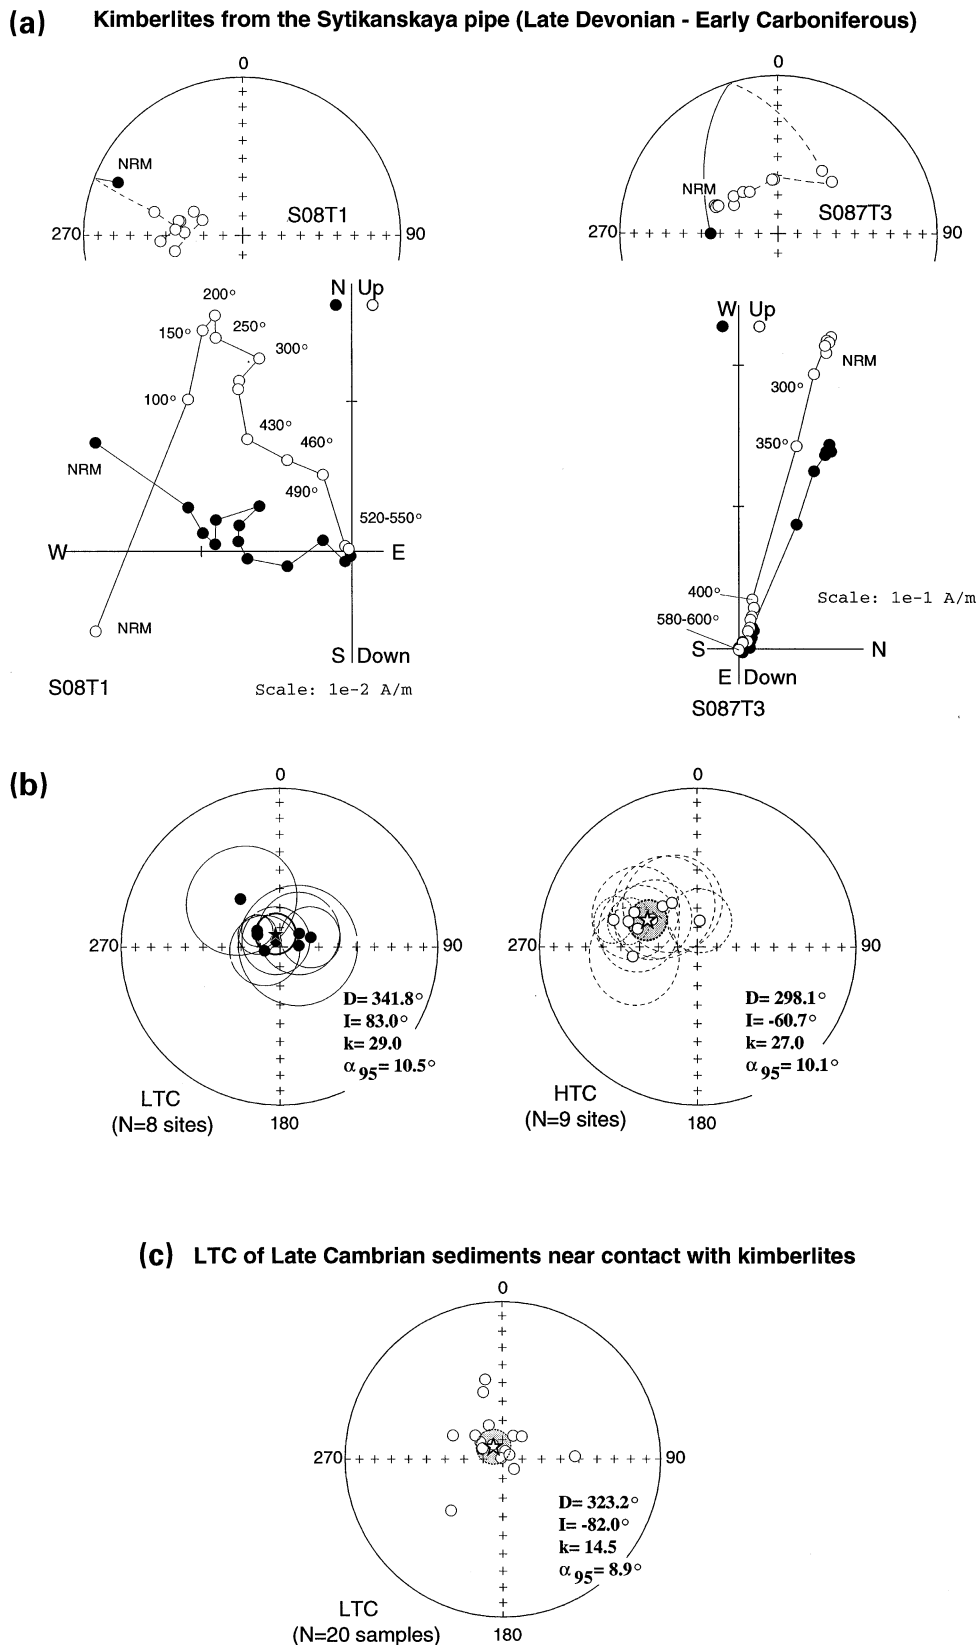 (a) Kimberlites from the Sytikanskaya pipe (Late Devonian - Early Carboniferous)
0
NRM
S08T1
270
90
0
NRM
S087T3
270
90
N Up
200°
150°
250°
300°
100°
430°
460°
NRM
490°
520-550°
W
E
NRM
S Down
S08T1
Scale: 1e-2 A/m
W Up
NRM
300°
350°
400°
Scale: 1e-1 A/m
580-600°
S
N
E Down
S087T3
(b)
0
270
90
D= 341.8°
I= 83.0°
k= 29.0
α95= 10.5°
LTC
(N=8 sites)
180
0
270
90
D= 298.1°
I= -60.7°
k= 27.0
α95= 10.1°
HTC
(N=9 sites)
180
(c) LTC of Late Cambrian sediments near contact with kimberlites
0
270
90
D= 323.2°
I= -82.0°
k= 14.5
α95= 8.9°
LTC
(N=20 samples)
180